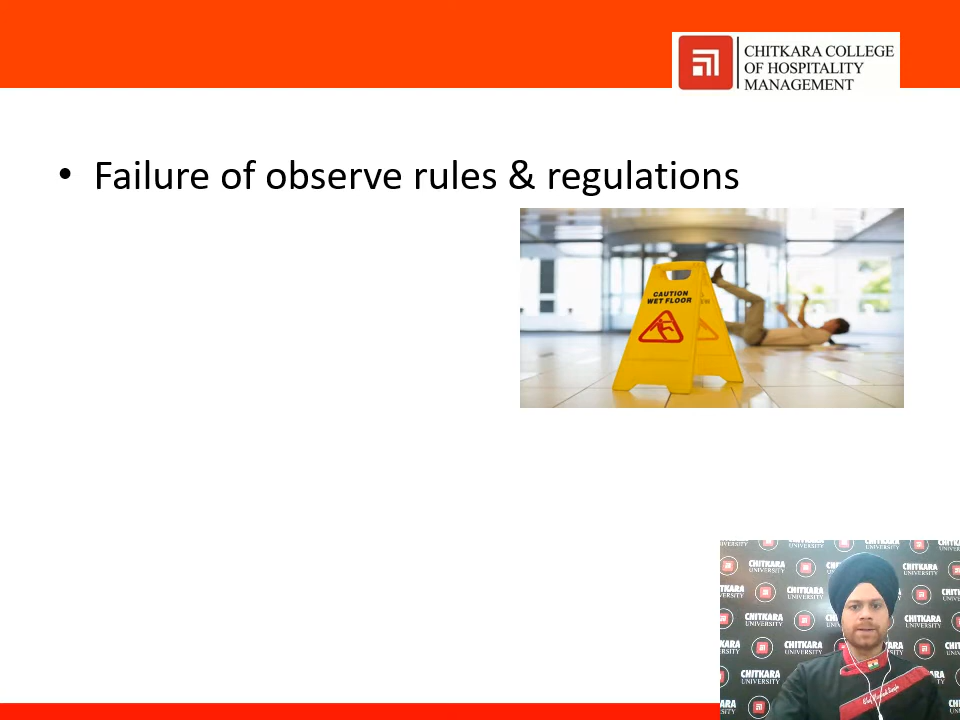 CHITKARA COLLEGE
OF HOSPITALITY
MANAGEMENT
• Failure of observe rules & regulations
CAUTION
WET FLOOR
CHITKARA
UNIVERSITY